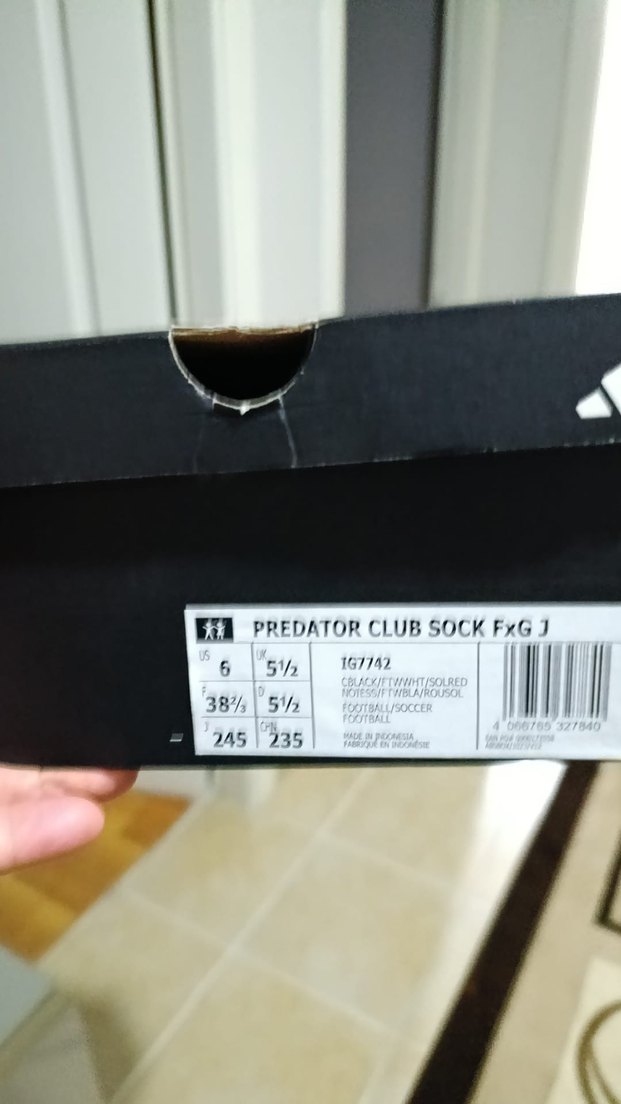 PREDATOR CLUB SOCK FxG J
US 6 UK 5½
F 38⅔ D 5½
J 245 CHN 235
IG7742
CBLACK/FTWWHT/SOLRED
NOIESS/FTWBLA/ROUSOL
FOOTBALL/SOCCER
FOOTBALL
MADE IN INDONESIA
FABRIQUÉ EN INDONÉSIE
4 066765 327840